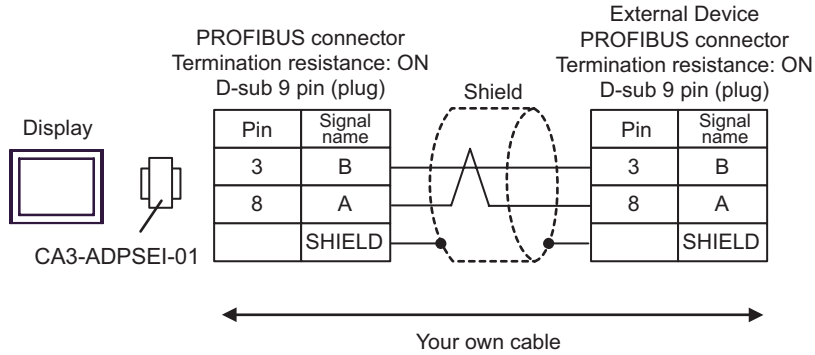 External Device
PROFIBUS connector
PROFIBUS connector
Termination resistance: ON
Termination resistance: ON
D-sub 9 pin (plug)
Shield
D-sub 9 pin (plug)
Display
Pin
Signal name
Pin
Signal name
3
B
3
B
8
A
8
A
SHIELD
SHIELD
CA3-ADPSEI-01
Your own cable